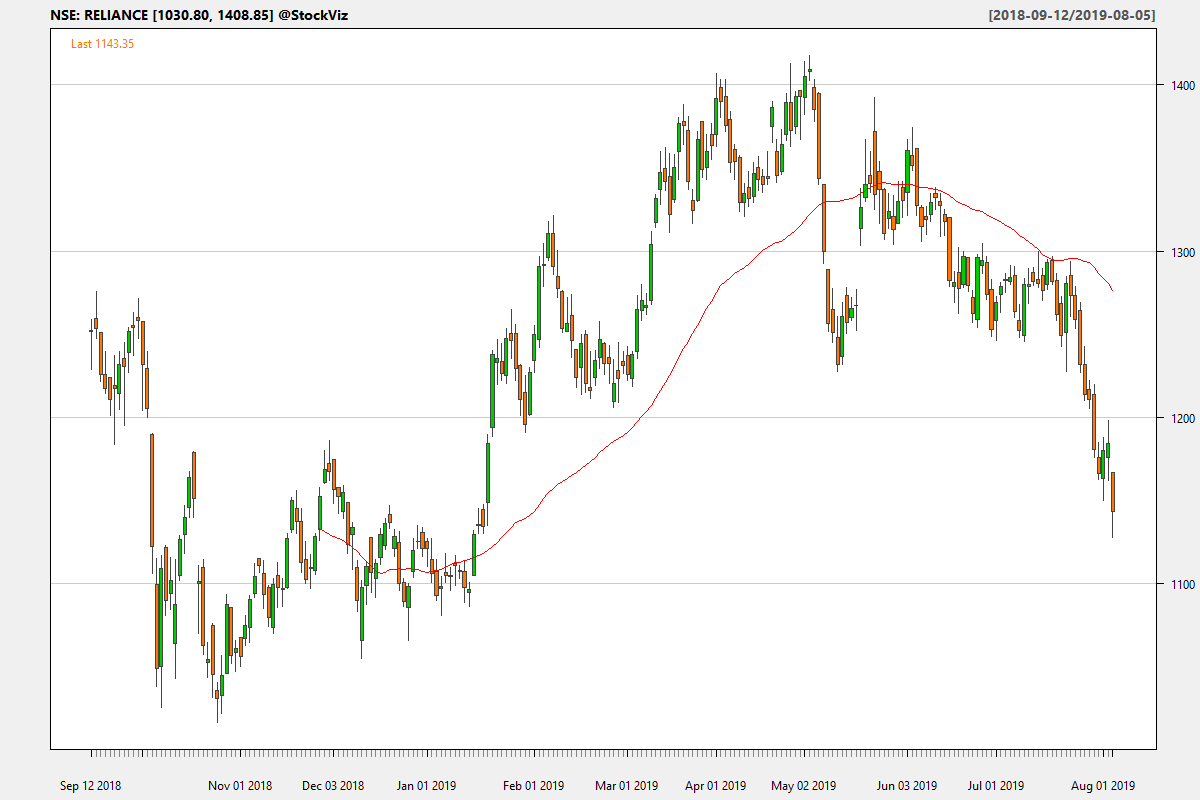 NSE: RELIANCE [1030.80, 1408.85] @StockViz
[2018-09-12/2019-08-05]
Last 1143.35
1400
1300
1200
1100
Sep 12 2018
Nov 01 2018
Dec 03 2018
Jan 01 2019
Feb 01 2019
Mar 01 2019
Apr 01 2019
May 02 2019
Jun 03 2019
Jul 01 2019
Aug 01 2019